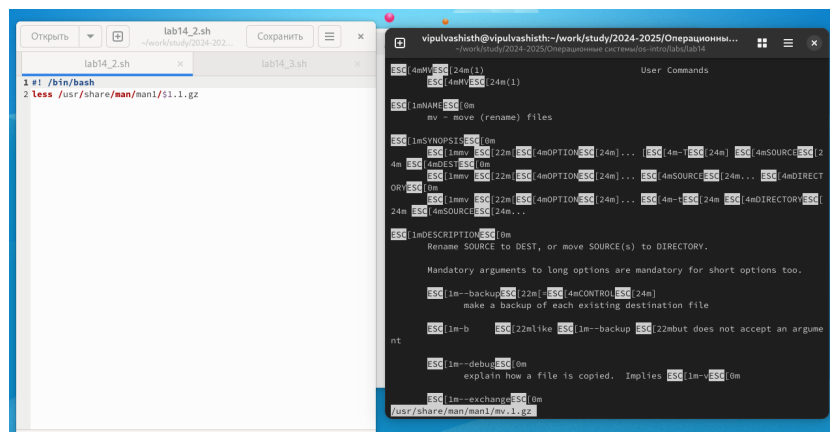 Открыть
lab14_2.sh
~/work/study/2024-202...
Сохранить
lab14_2.sh
lab14_3.sh
1 #! /bin/bash
2 less /usr/share/man/man1/$1.1.gz
vipulvashisth@vipulvashisth:~/work/study/2024-2025/Операционны...
~/work/study/2024-2025/Операционные системы/os-intro/labs/lab14
ESC[4mMVESC[24m(1) User Commands
ESC[4mMVESC[24m(1)
ESC[1mNAMEESC[0m
mv - move (rename) files
ESC[1mSYNOPSISESC[0m
ESC[1mmv ESC[22m[ESC[4mOPTIONESC[24m]... [ESC[4m-TESC[24m] ESC[4mSOURCEESC[2
4m ESC[4mDESTESC[0m
ESC[1mmv ESC[22m[ESC[4mOPTIONESC[24m]... ESC[4mSOURCEESC[24m... ESC[4mDIRECT
ORYESC[0m
ESC[1mmv ESC[22m[ESC[4mOPTIONESC[24m]... ESC[4m-tESC[24m ESC[4mDIRECTORYESC[
24m ESC[4mSOURCEESC[24m...
ESC[1mDESCRIPTIONESC[0m
Rename SOURCE to DEST, or move SOURCE(s) to DIRECTORY.
Mandatory arguments to long options are mandatory for short options too.
ESC[1m--backupESC[22m[=ESC[4mCONTROLESC[24m]
make a backup of each existing destination file
ESC[1m-b ESC[22mlike ESC[1m--backup ESC[22mbut does not accept an argume
nt
ESC[1m--debugESC[0m
explain how a file is copied. Implies ESC[1m-vESC[0m
ESC[1m--exchangeESC[0m
/usr/share/man/man1/mv.1.gz